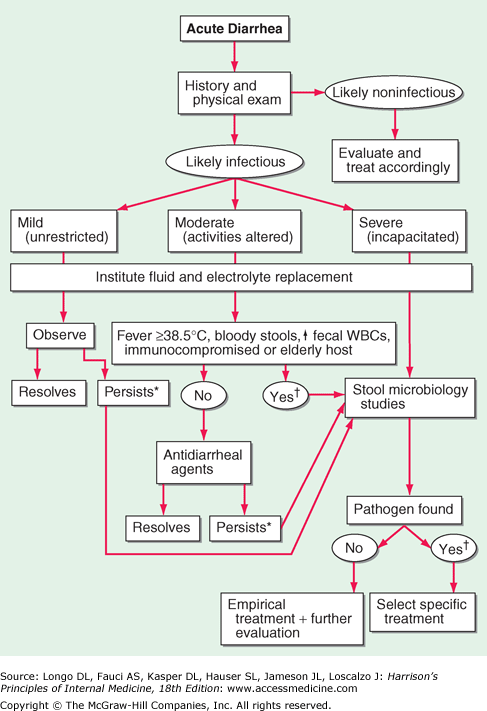 Acute Diarrhea
History and
physical exam
Likely noninfectious
Likely infectious
Evaluate and
treat accordingly
Mild
(unrestricted)
Moderate
(activities altered)
Severe
(incapacitated)
Institute fluid and electrolyte replacement
Observe
Fever ≥38.5°C, bloody stools, ↑ fecal WBCs,
immunocompromised or elderly host
Resolves
Persists*
No
Yes†
Stool microbiology
studies
Antidiarrheal
agents
Resolves
Persists*
Pathogen found
No
Yes†
Empirical
treatment + further
evaluation
Select specific
treatment
Source: Longo DL, Fauci AS, Kasper DL, Hauser SL, Jameson JL, Loscalzo J: Harrison's
Principles of Internal Medicine, 18th Edition: www.accessmedicine.com
Copyright © The McGraw-Hill Companies, Inc. All rights reserved.